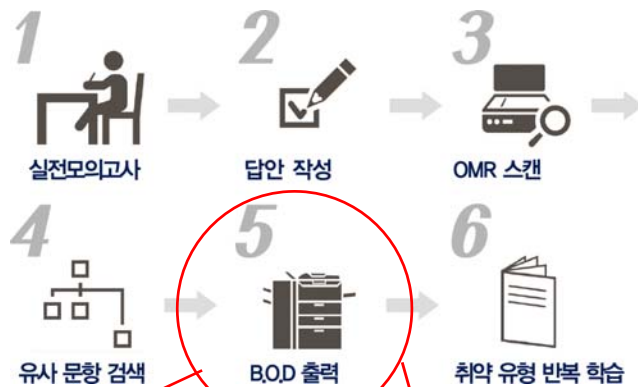 1
2
3
실전모의고사
답안 작성
OMR 스캔
4
5
6
유사 문항 검색
B.O.D 출력
취약 유형 반복 학습